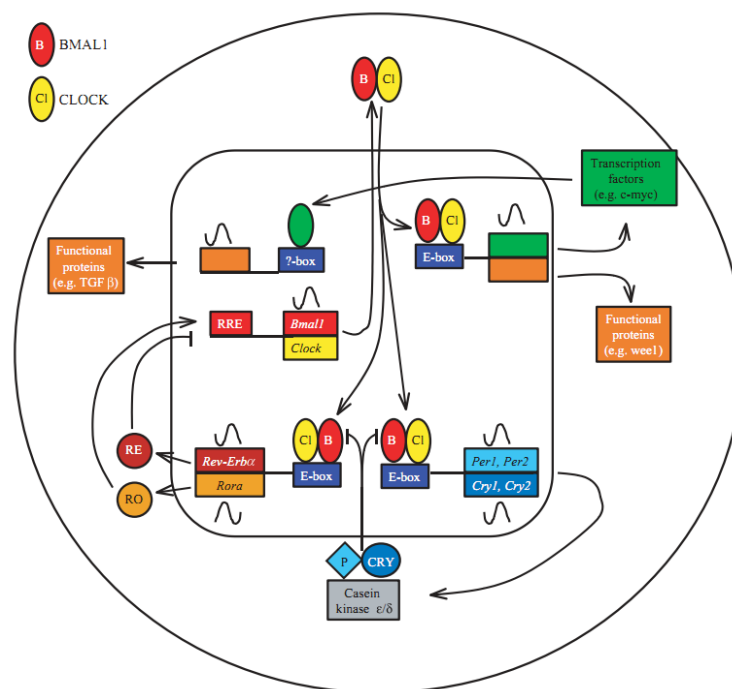 B BMAL1
Cl CLOCK
B Cl
Transcription
factors
(e.g. c-myc)
B Cl
?-box
E-box
Functional
proteins
(e.g. TGF β)
Functional
proteins
(e.g. wee1)
RRE
Bmal1
Clock
Cl B
B Cl
RE
Rev-Erbα
Rora
E-box
E-box
Per1, Per2
Cry1, Cry2
RO
P CRY
Casein
kinase ε/δ